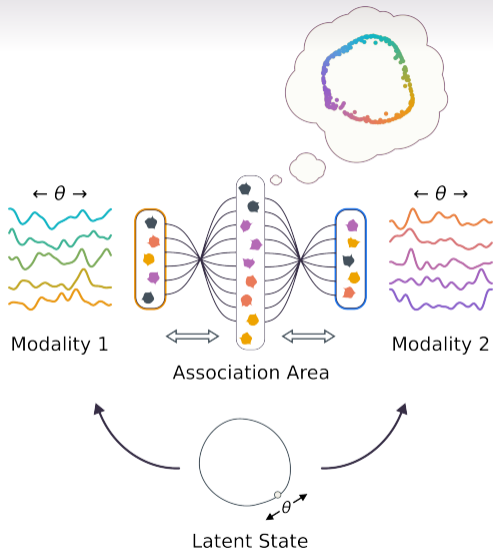 ← θ →
← θ →
Modality 1
Modality 2
Association Area
θ
Latent State